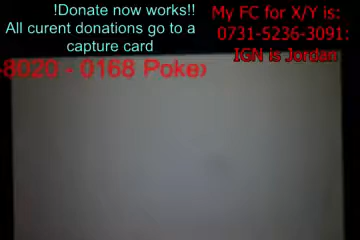 !Donate now works!!
All curent donations go to a
capture card
My FC for X/Y is:
0731-5236-3091:
IGN is Jordan
-8020 - 0168 Poke